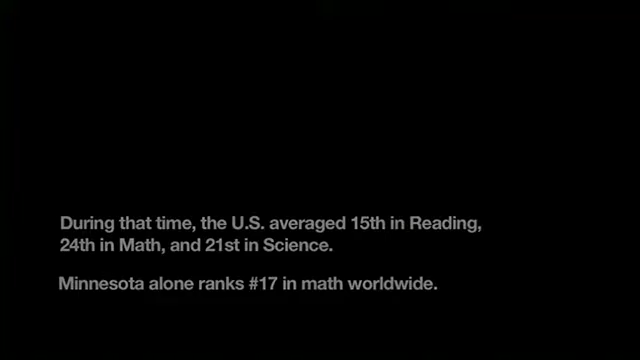 During that time, the U.S. averaged 15th in Reading,
24th in Math, and 21st in Science.
Minnesota alone ranks #17 in math worldwide.